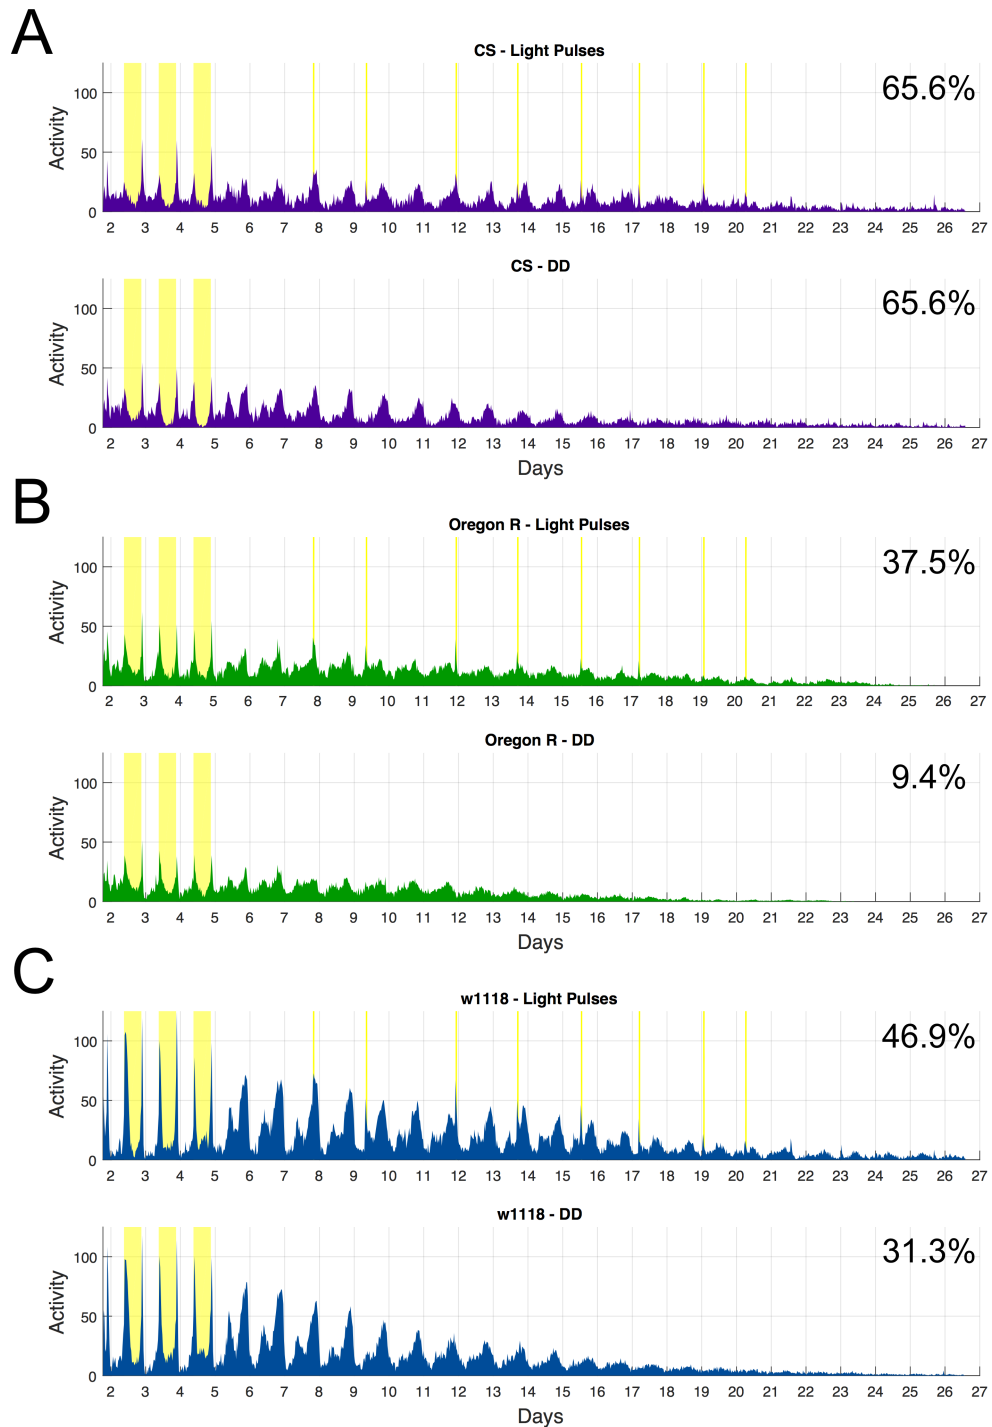 A
CS - Light Pulses
65.6%
Activity
100
50
0
2 3 4 5 6 7 8 9 10 11 12 13 14 15 16 17 18 19 20 21 22 23 24 25 26 27
CS - DD
65.6%
Activity
100
50
0
2 3 4 5 6 7 8 9 10 11 12 13 14 15 16 17 18 19 20 21 22 23 24 25 26 27
Days
B
Oregon R - Light Pulses
37.5%
Activity
100
50
0
2 3 4 5 6 7 8 9 10 11 12 13 14 15 16 17 18 19 20 21 22 23 24 25 26 27
Oregon R - DD
9.4%
Activity
100
50
0
2 3 4 5 6 7 8 9 10 11 12 13 14 15 16 17 18 19 20 21 22 23 24 25 26 27
Days
C
w1118 - Light Pulses
46.9%
Activity
100
50
0
2 3 4 5 6 7 8 9 10 11 12 13 14 15 16 17 18 19 20 21 22 23 24 25 26 27
w1118 - DD
31.3%
Activity
100
50
0
2 3 4 5 6 7 8 9 10 11 12 13 14 15 16 17 18 19 20 21 22 23 24 25 26 27
Days